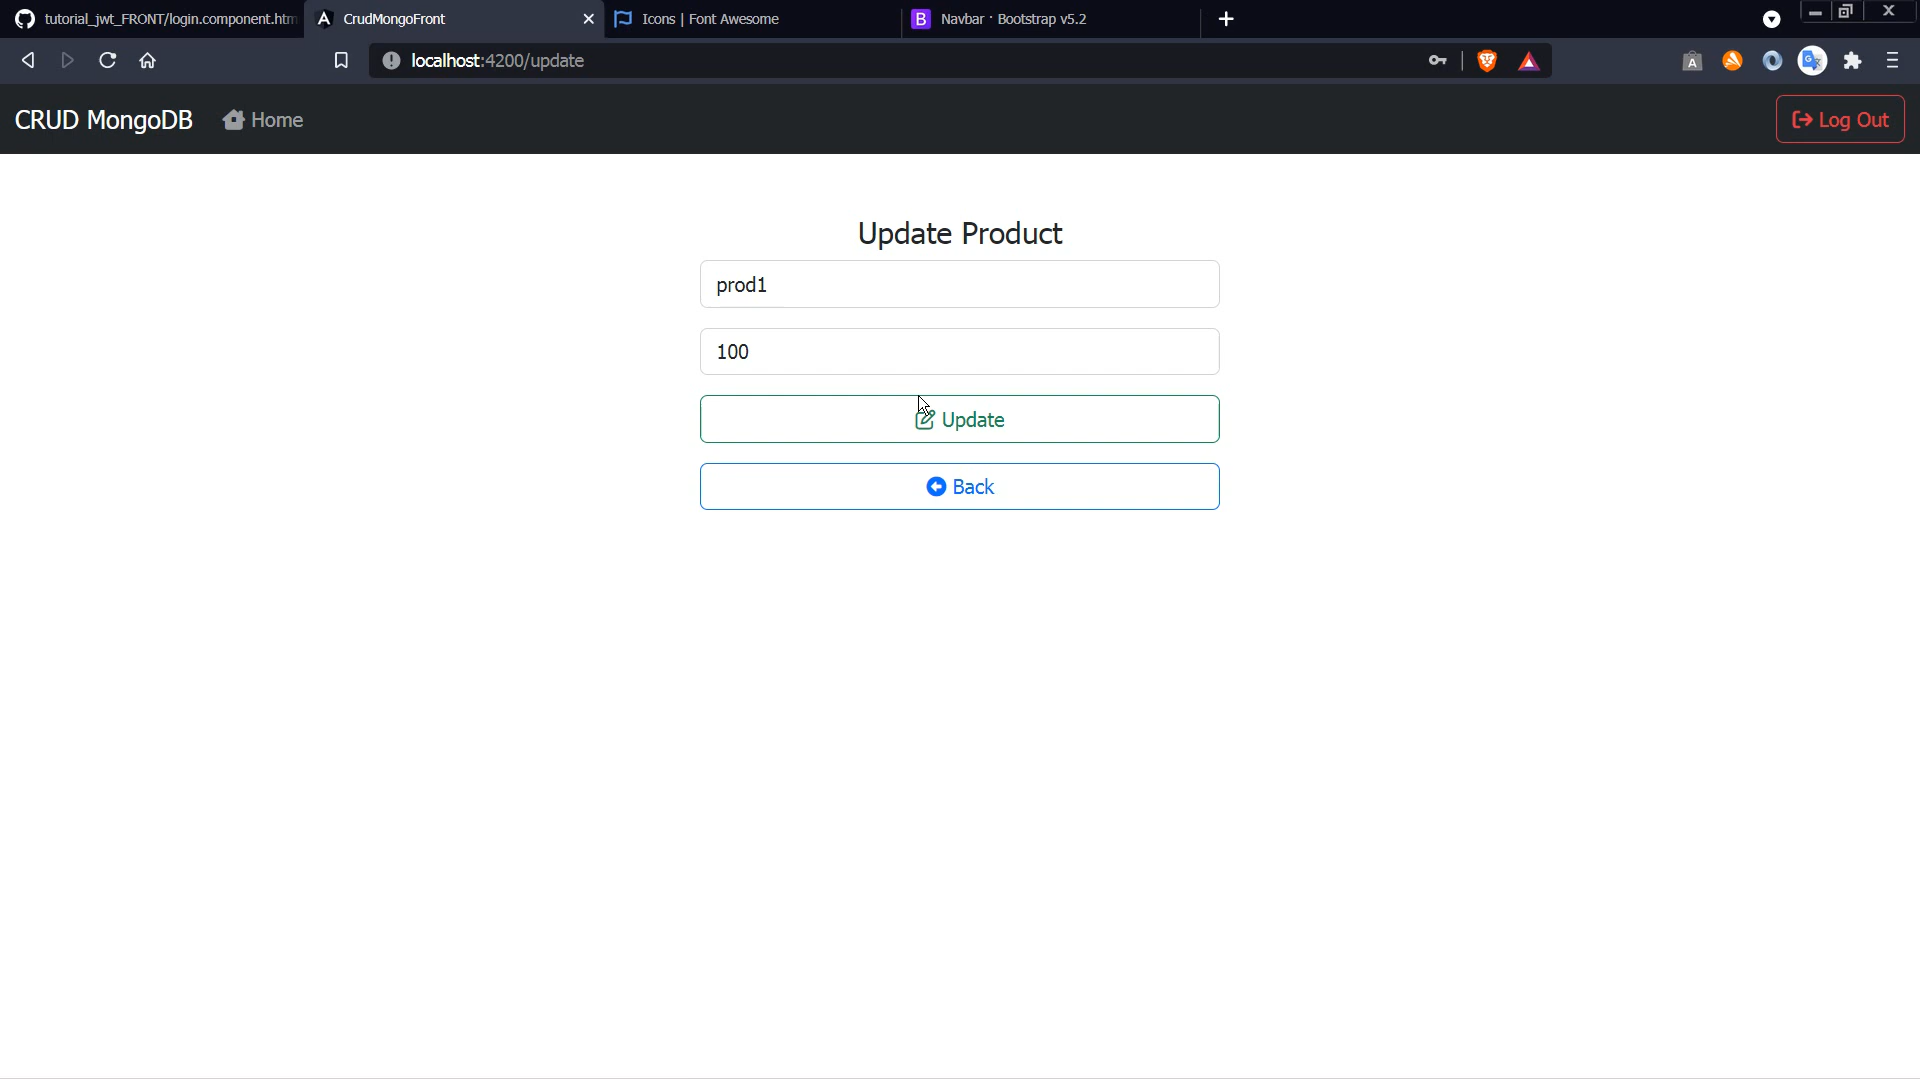 tutorial_jwt_FRONT/login.component.htm
CrudMongoFront
Icons | Font Awesome
B
Navbar · Bootstrap v5.2
localhost:4200/update
CRUD MongoDB
Home
Log Out
Update Product
prod1
100
Update
Back